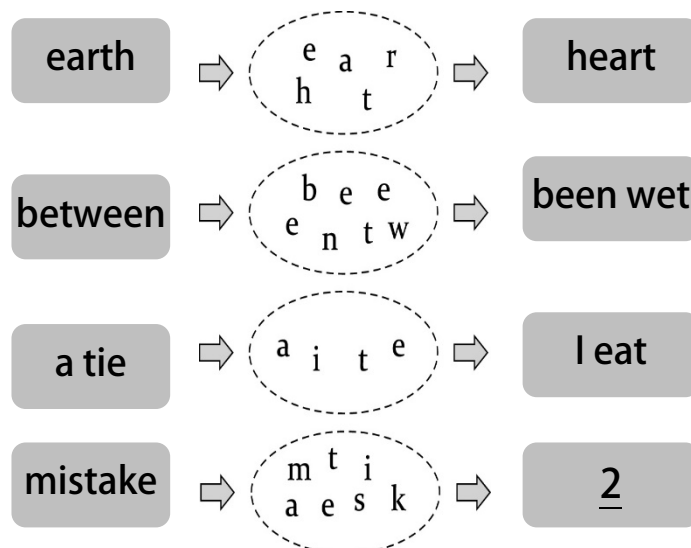 earth
e a r
h t
heart
between
b e e
e n t w
been wet
a tie
a i t e
I eat
mistake
m t i
a e s k
2